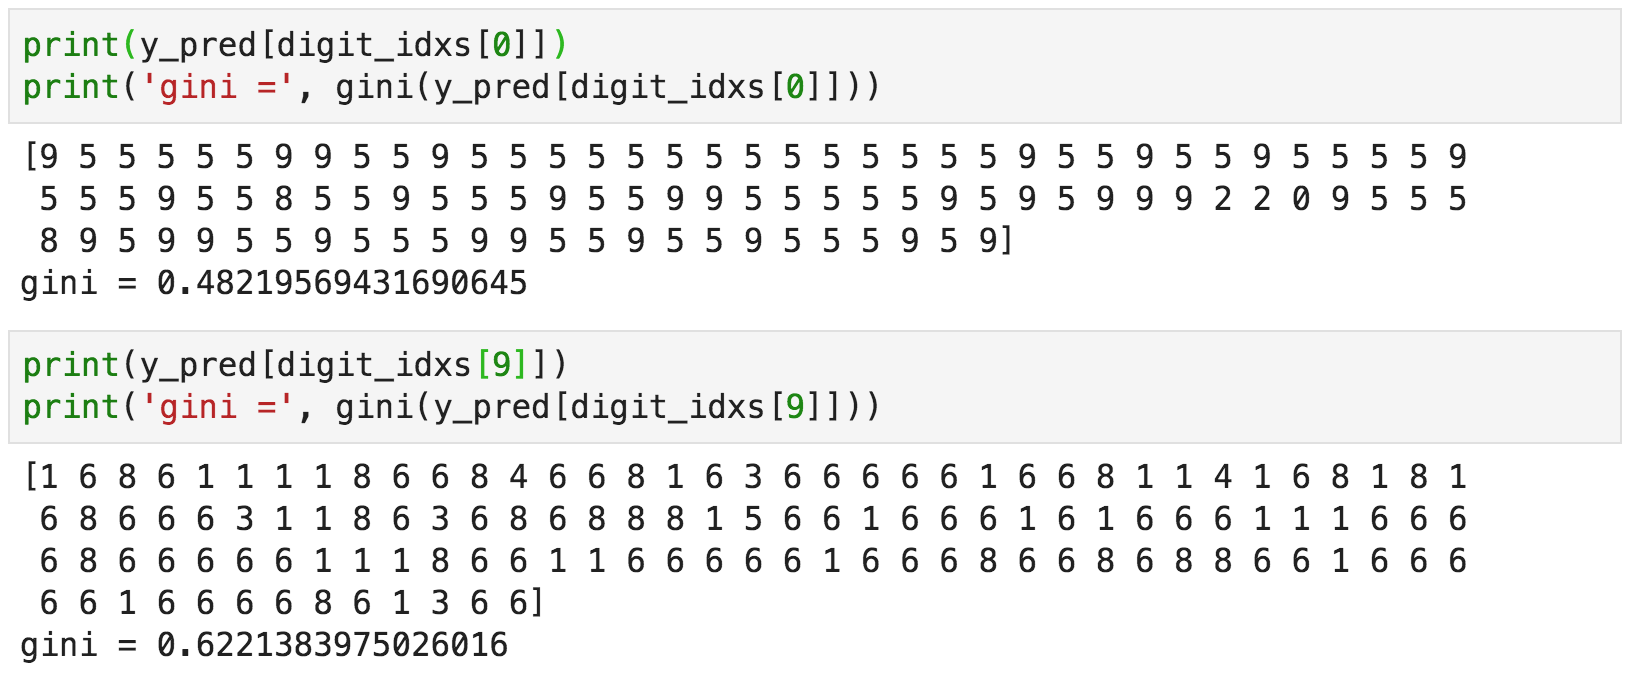 print(y_pred[digit_idxs[0]])
print('gini =', gini(y_pred[digit_idxs[0]]))
[9 5 5 5 5 5 9 9 5 5 9 5 5 5 5 5 5 5 5 5 5 5 5 5 5 9 5 5 9 5 5 9 5 5 5 5 9
5 5 5 9 5 5 8 5 5 9 5 5 5 9 5 5 9 9 5 5 5 5 5 9 5 9 5 9 9 9 2 2 0 9 5 5 5
8 9 5 9 9 5 5 9 5 5 5 9 9 5 5 9 5 5 9 5 5 5 9 5 9]
gini = 0.48219569431690645
print(y_pred[digit_idxs[9]])
print('gini =', gini(y_pred[digit_idxs[9]]))
[1 6 8 6 1 1 1 1 8 6 6 8 4 6 6 8 1 6 3 6 6 6 6 6 1 6 6 8 1 1 4 1 6 8 1 8 1
6 8 6 6 6 3 1 1 8 6 3 6 8 6 8 8 8 1 5 6 6 1 6 6 6 1 6 1 6 6 6 1 1 1 6 6 6
6 8 6 6 6 6 6 1 1 1 8 6 6 1 1 6 6 6 6 6 1 6 6 6 8 6 6 8 6 8 8 6 6 1 6 6 6
6 6 1 6 6 6 6 8 6 1 3 6 6]
gini = 0.6221383975026016